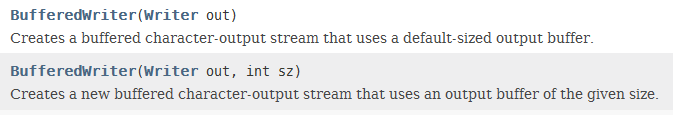 BufferedWriter(Writer out)
Creates a buffered character-output stream that uses a default-sized output buffer.
BufferedWriter(Writer out, int sz)
Creates a new buffered character-output stream that uses an output buffer of the given size.